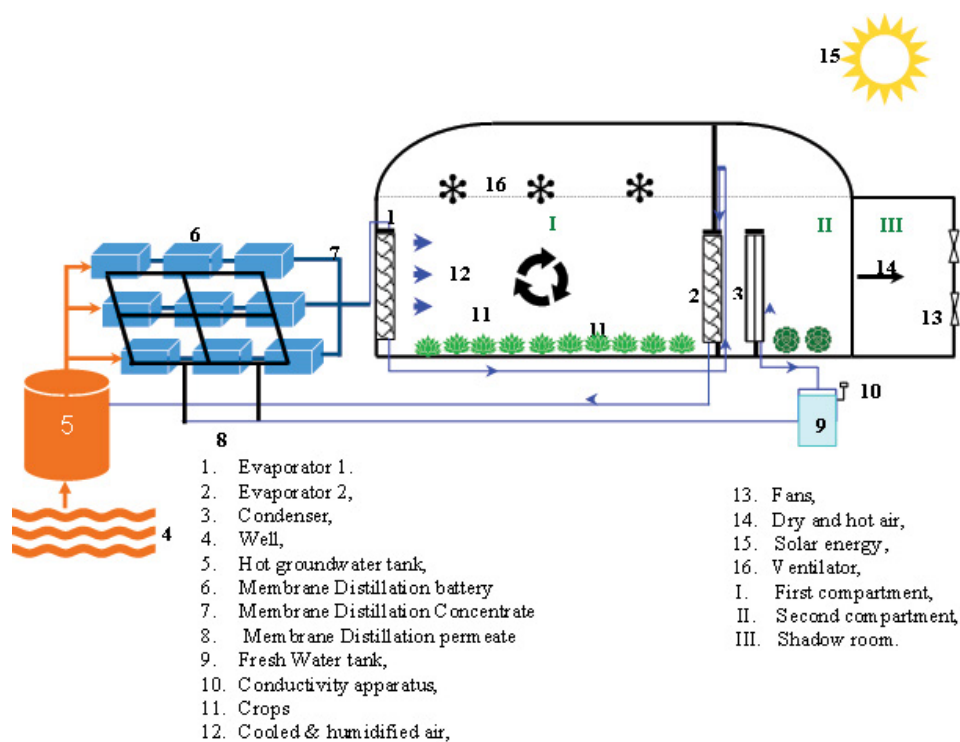 15
16
1
6
I
II
III
7
12
14
2
3
11
11
13
10
5
9
8
4
1. Evaporator 1.
2. Evaporator 2,
3. Condenser,
4. Well,
5. Hot groundwater tank,
6. Membrane Distillation battery
7. Membrane Distillation Concentrate
8. Membrane Distillation permeate
9. Fresh Water tank,
10. Conductivity apparatus,
11. Crops
12. Cooled & humidified air,
13. Fans,
14. Dry and hot air,
15. Solar energy,
16. Ventilator,
I. First compartment,
II. Second compartment,
III. Shadow room.